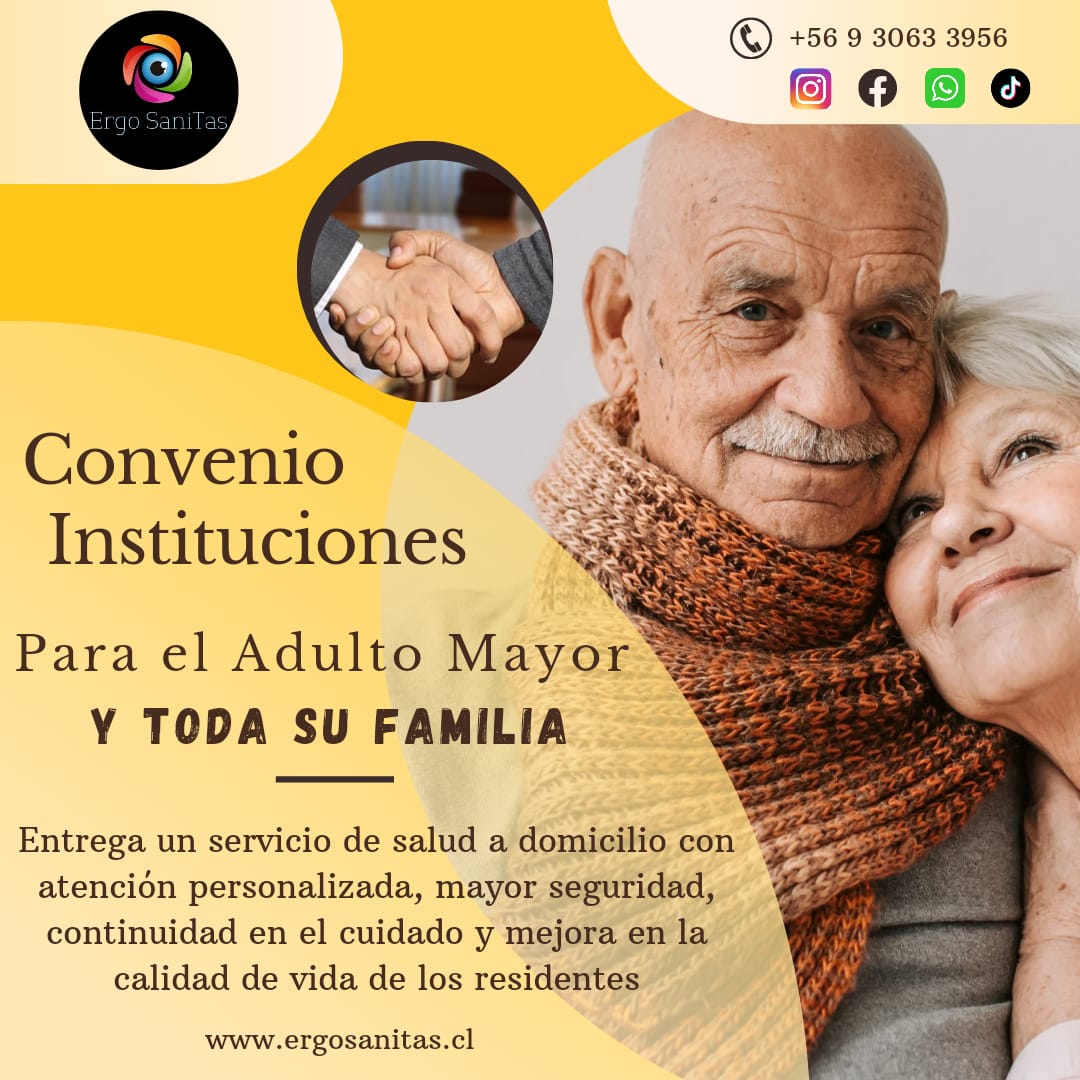 Ergo SaniTas
+56 9 3063 3956
Convenio
Instituciones
Para el Adulto Mayor
Y TODA SU FAMILIA
Entrega un servicio de salud a domicilio con
atención personalizada, mayor seguridad,
continuidad en el cuidado y mejora en la
calidad de vida de los residentes
www.ergosanitas.cl